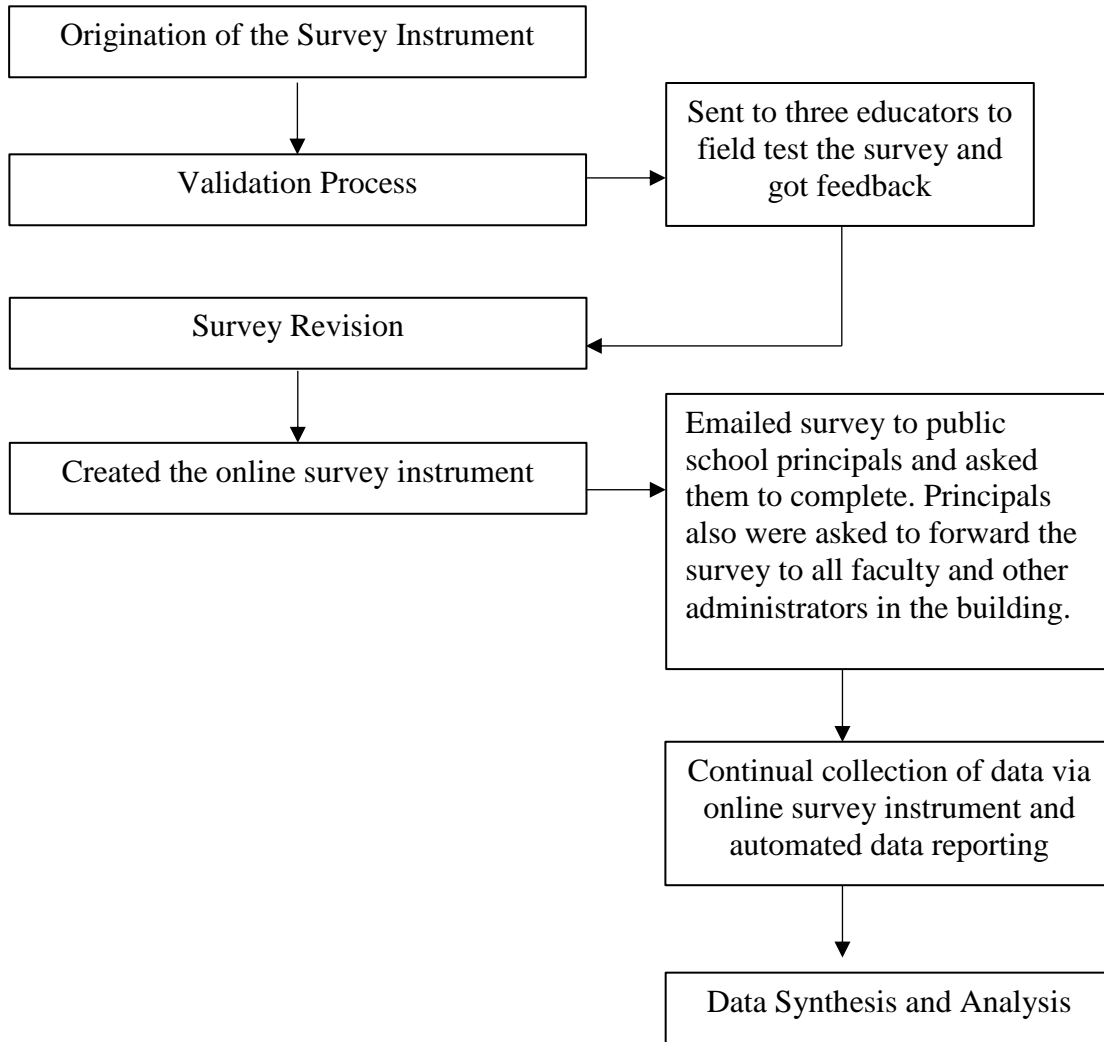 Origination of the Survey Instrument
Validation Process
Sent to three educators to
field test the survey and
got feedback
Survey Revision
Created the online survey instrument
Emailed survey to public
school principals and asked
them to complete. Principals
also were asked to forward the
survey to all faculty and other
administrators in the building.
Continual collection of data via
online survey instrument and
automated data reporting
Data Synthesis and Analysis